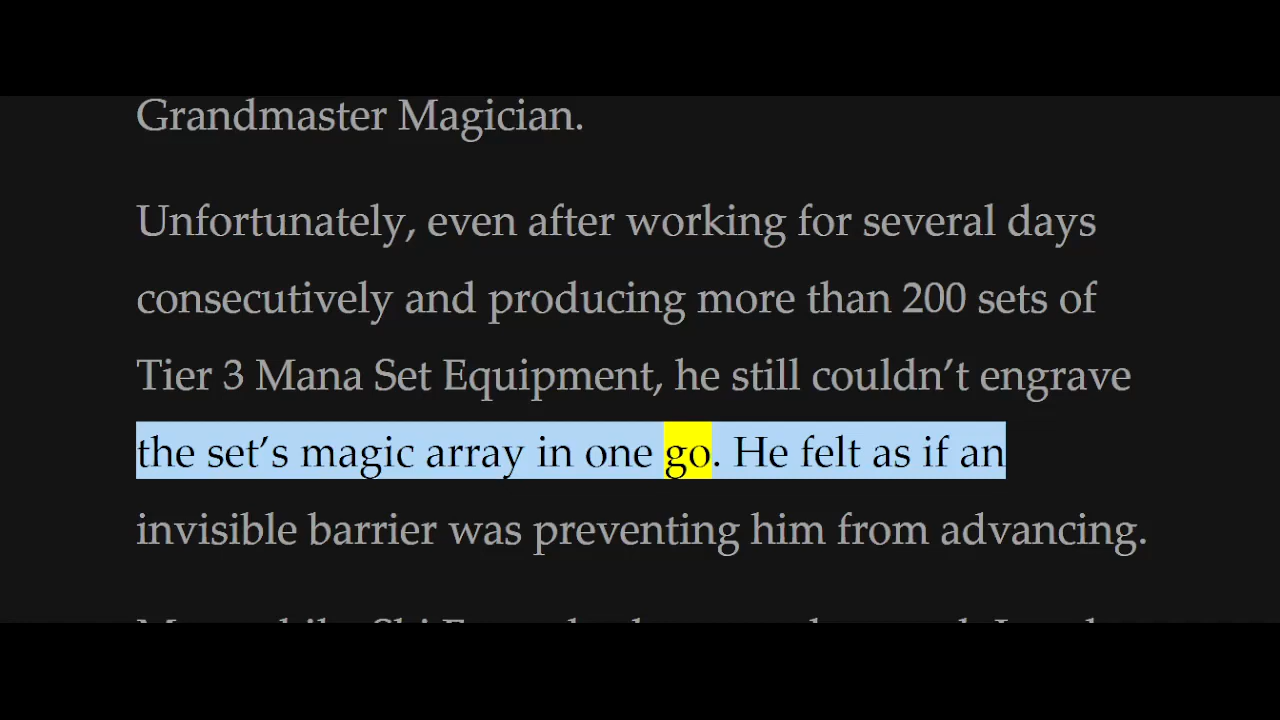 Grandmaster Magician.
Unfortunately, even after working for several days
consecutively and producing more than 200 sets of
Tier 3 Mana Set Equipment, he still couldn’t engrave
the set’s magic array in one go. He felt as if an
invisible barrier was preventing him from advancing.